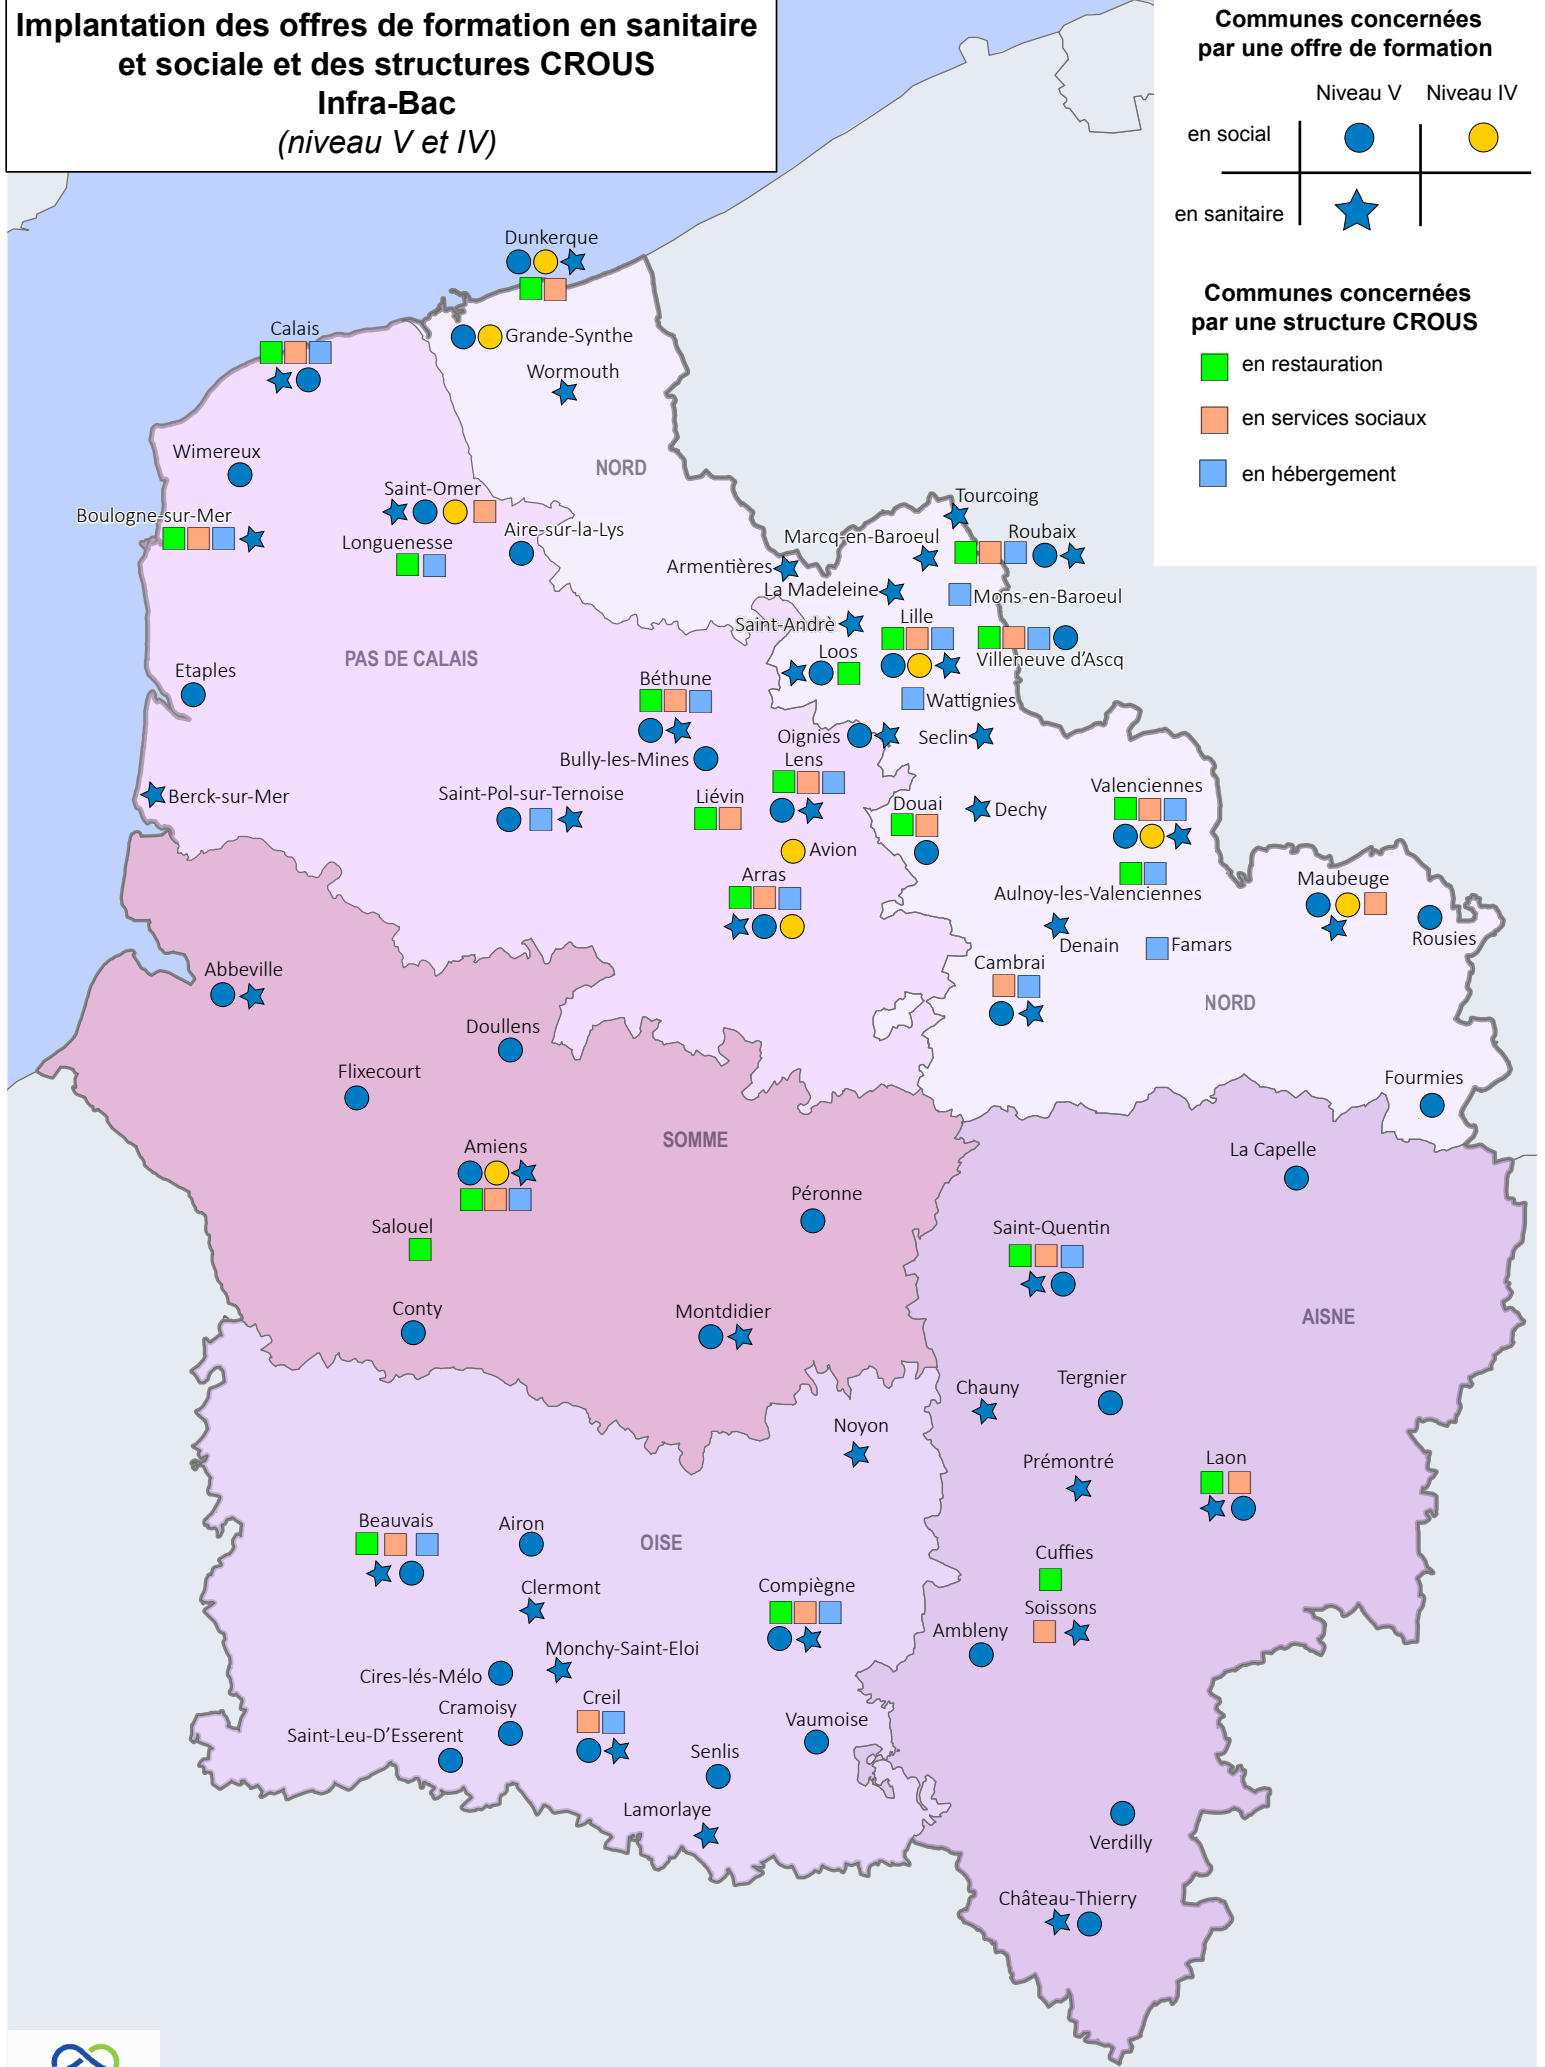 Implantation des offres de formation en sanitaire
et sociale et des structures CROUS
Infra-Bac
(niveau V et IV)
Communes concernées
par une offre de formation
Niveau V
Niveau IV
en social
en sanitaire
Communes concernées
par une structure CROUS
en restauration
en services sociaux
en hébergement
Dunkerque
Calais
Grande-Synthe
Wormouth
Wimereux
NORD
Saint-Omer
Tourcoing
Boulogne-sur-Mer
Aire-sur-la-Lys
Longuenesse
Marcq-en-Baroeul
Roubaix
Armentières
La Madeleine
Mons-en-Baroeul
Saint-Andrè
Lille
Loos
Villeneuve d'Ascq
PAS DE CALAIS
Etaples
Béthune
Wattignies
Oignies
Seclin
Bully-les-Mines
Lens
Berck-sur-Mer
Saint-Pol-sur-Ternoise
Liévin
Douai
Dechy
Valenciennes
Avion
Arras
Aulnoy-les-Valenciennes
Maubeuge
Rousies
Denain
Famars
Cambrai
Abbeville
NORD
Doullens
Flixecourt
Fourmies
Amiens
SOMME
La Capelle
Péronne
Salouel
Saint-Quentin
Conty
Montdidier
AISNE
Chauny
Tergnier
Noyon
Prémontré
Laon
Beauvais
Airon
OISE
Cuffies
Clermont
Compiègne
Soissons
Ambleny
Monchy-Saint-Eloi
Cires-lés-Mélo
Creil
Cramoisy
Saint-Leu-D'Esserent
Vaumoise
Senlis
Lamorlaye
Verdilly
Château-Thierry